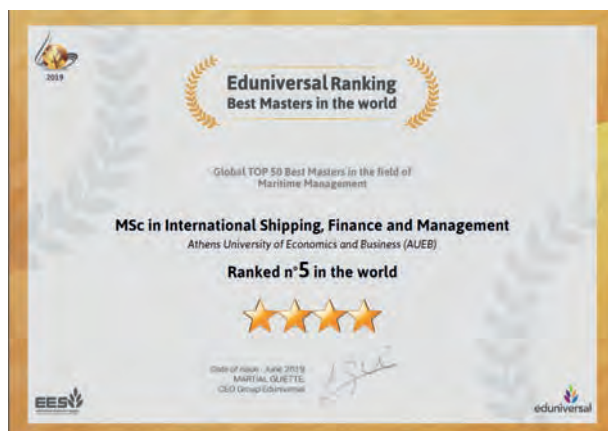 2019
Eduniversal Ranking
Best Masters in the world
Global TOP 50 Best Masters in the field of
Maritime Management
MSc in International Shipping, Finance and Management
Athens University of Economics and Business (AUEB)
Ranked n°5 in the world
Date of issue : June 2019
MARTIAL GUIETTE,
CEO Group Eduniversal
EES
eduniversal